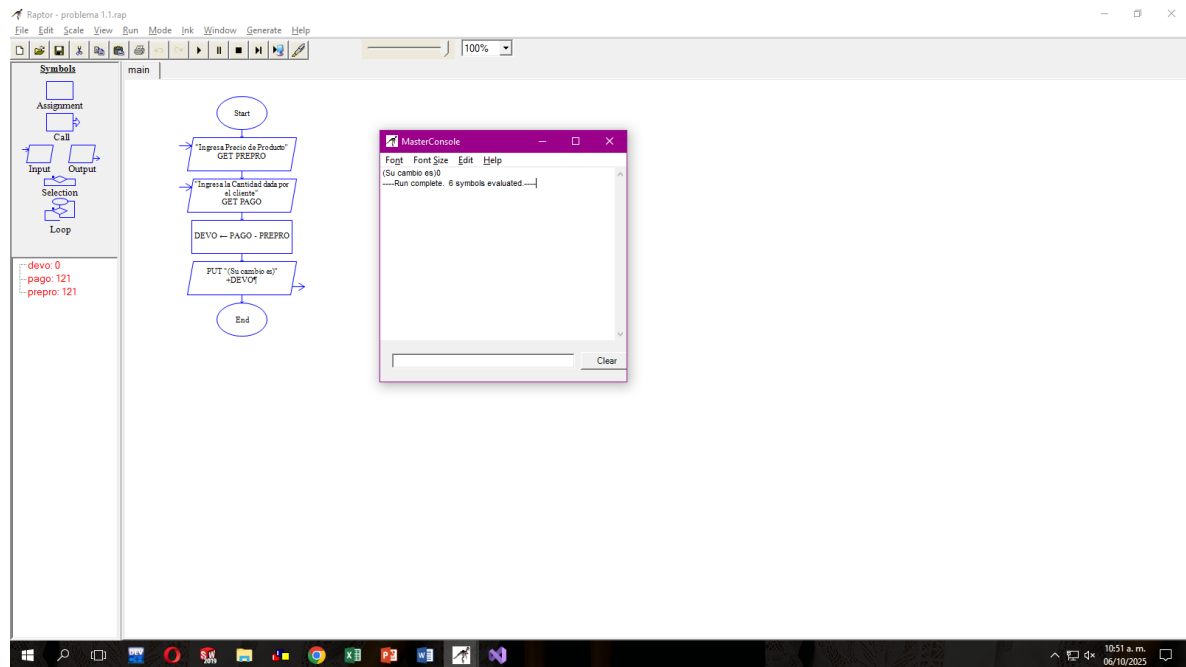 Raptor - problema 1.1.rap
File Edit Scale View Run Mode Ink Window Generate Help
100%
Symbols
Assignment
Call
Input Output
Selection
Loop
devo: 0
pago: 121
prepro: 121
main
Start
"Ingresa Precio de Producto"
GET PREPRO
"Ingresa la Cantidad dada por
el cliente"
GET PAGO
DEVO ← PAGO - PREPRO
PUT "(Su cambio es)"
+DEVO¶
End
MasterConsole
Font Font Size Edit Help
(Su cambio es)0
----Run complete. 6 symbols evaluated.----
Clear
DEV
SW
2019
10:51 a. m.
06/10/2025